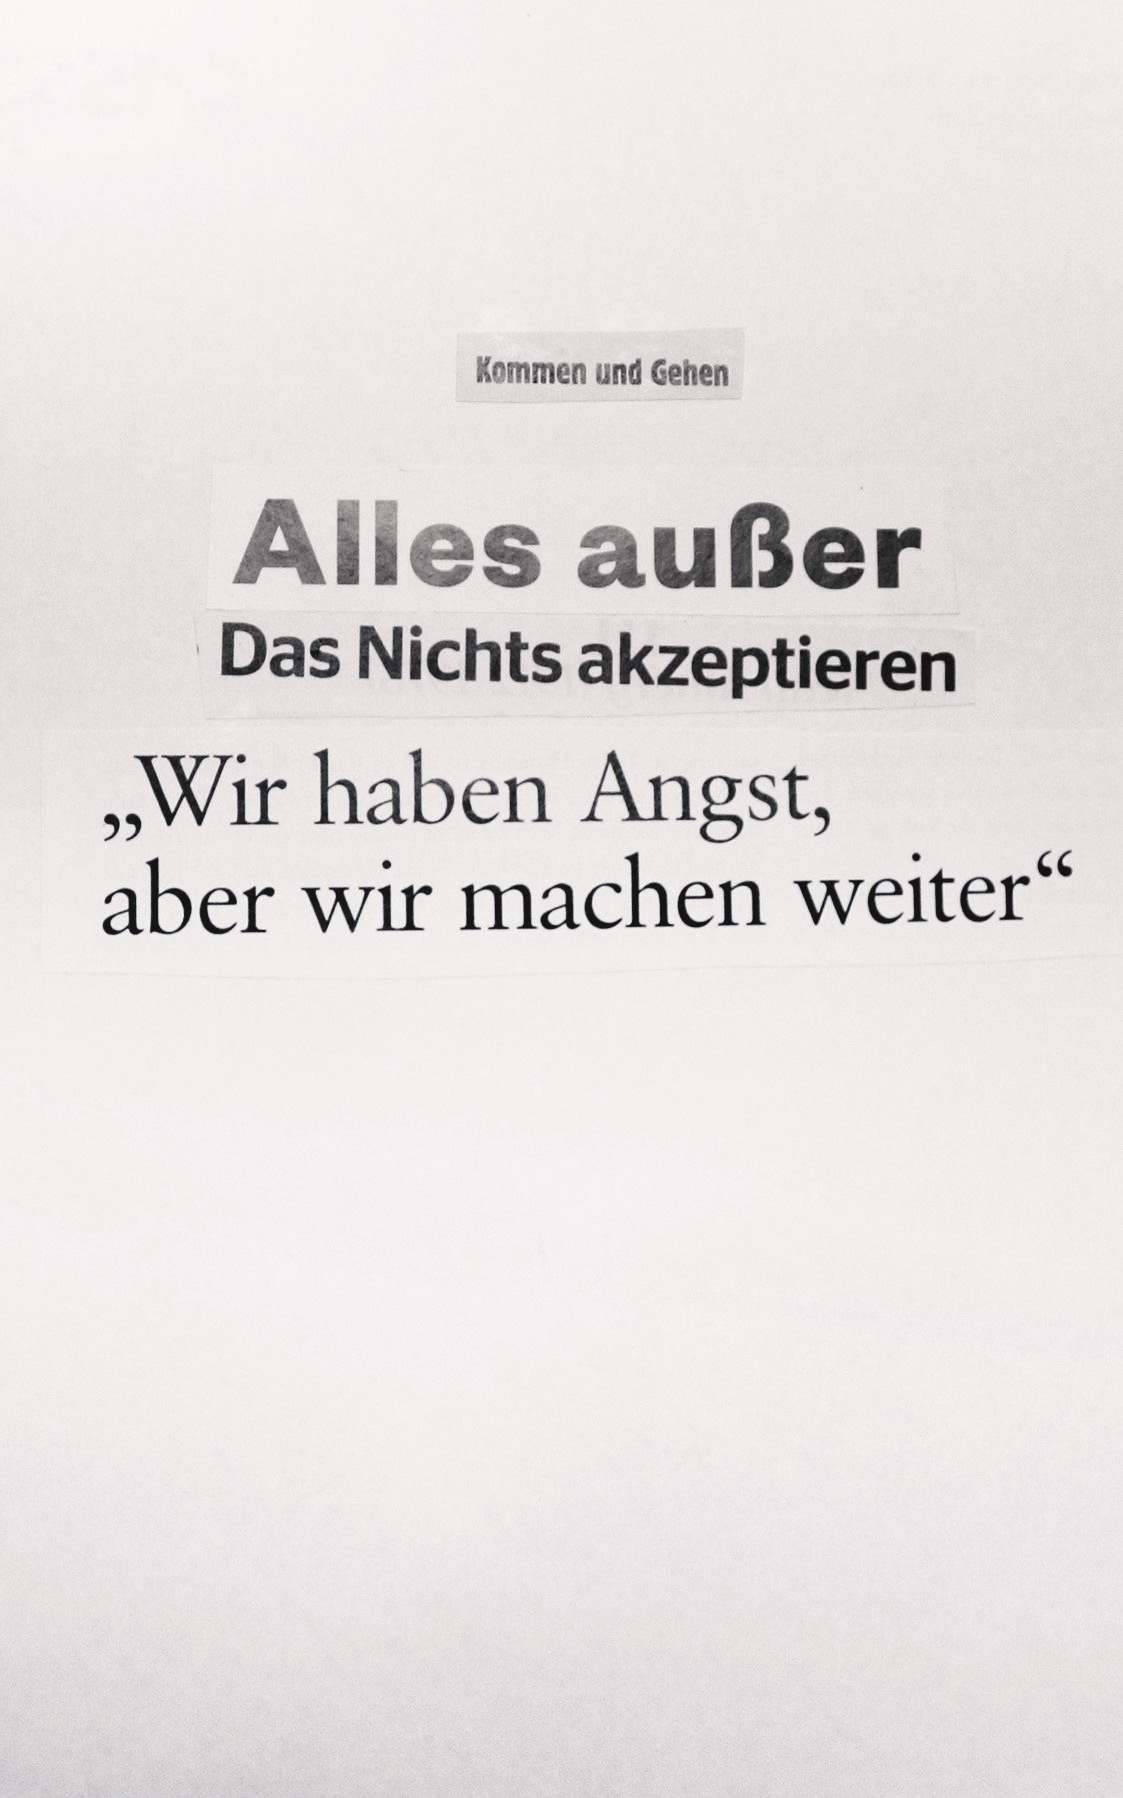 Kommen und Gehen
Alles außer
Das Nichts akzeptieren
„Wir haben Angst,
aber wir machen weiter“